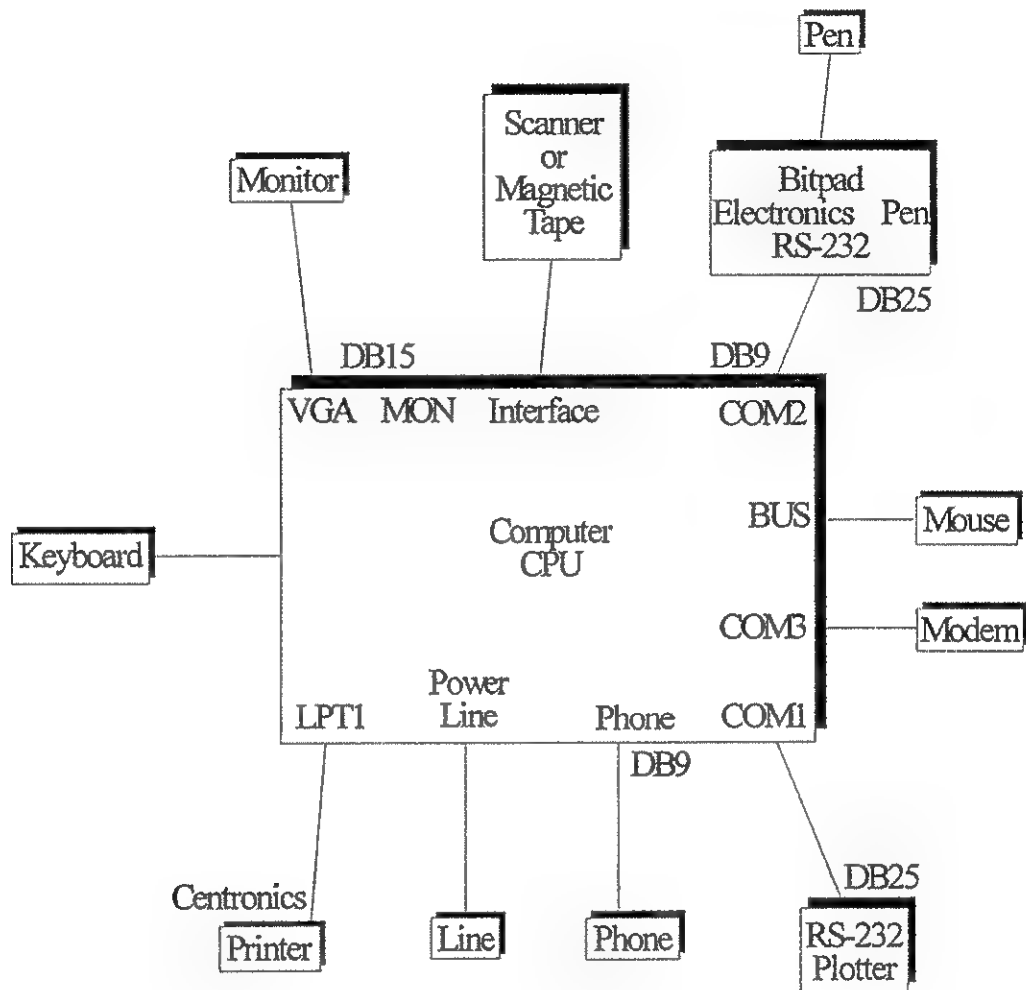 Pen
Scanner
or
Magnetic
Tape
Monitor
Bitpad
Electronics Pen
RS-232
DB25
DB15
DB9
VGA MON Interface
COM2
BUS
Mouse
Computer
CPU
Keyboard
COM3
Modem
Power
Line
LPT1
Phone
COM1
DB9
DB25
Centronics
Printer
Line
Phone
RS-232
Plotter